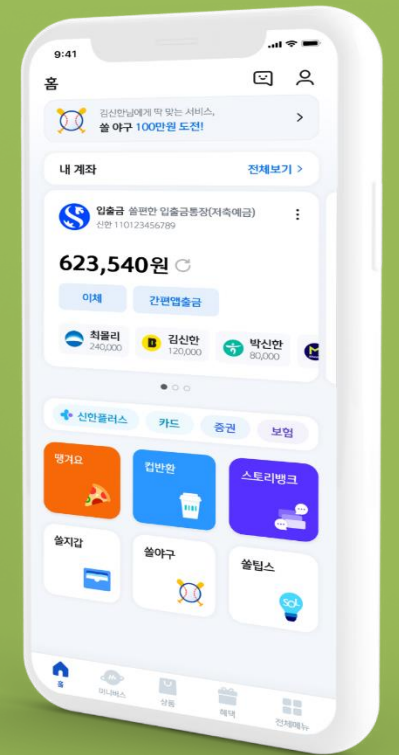 9:41
홈
김신한님에게 딱 맞는 서비스,
쏠 야구 100만원 도전!
내 계좌
전체보기 >
입출금 쏠편한 입출금통장(저축예금)
신한 110123456789
623,540원
이체
간편앱출금
최몰리
240,000
김신한
120,000
박신한
80,000
신한플러스
카드
증권
보험
땡겨요
컵반환
스토리뱅크
쏠지갑
쏠야구
쏠팁스
SOL
홈
머니버스
상품
혜택
전체메뉴